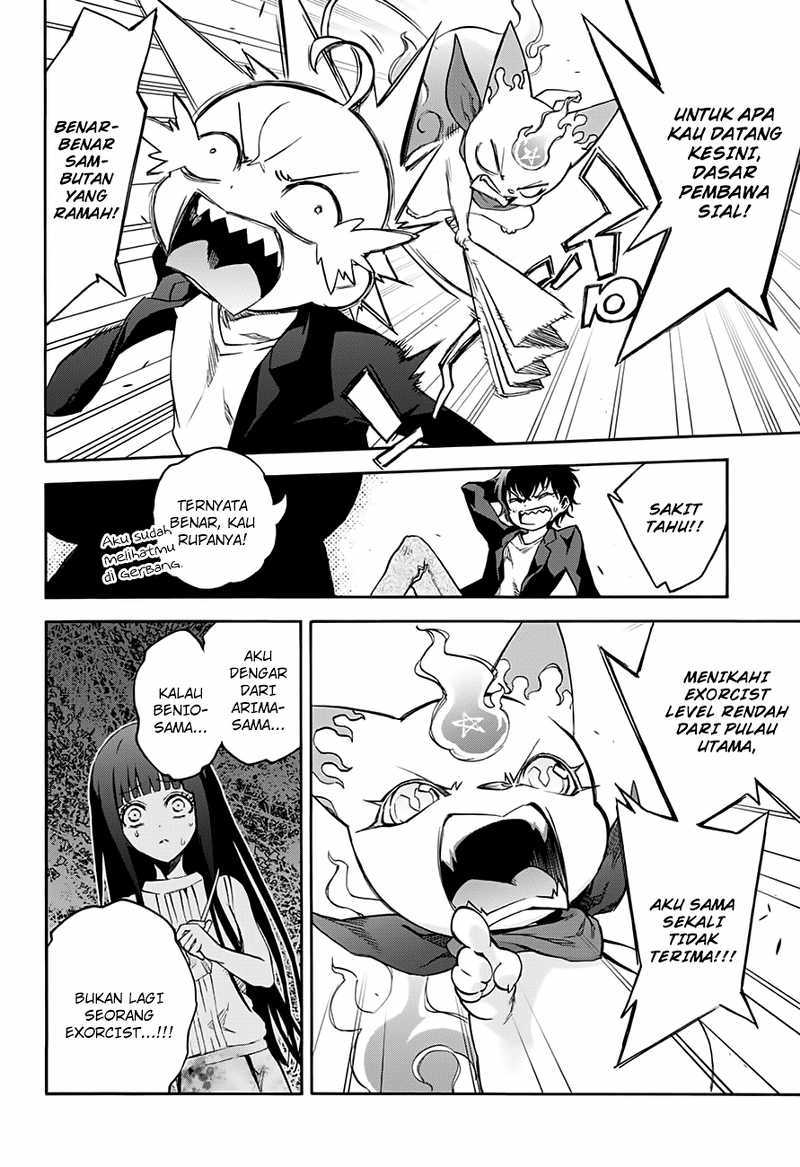 UNTUK APA
KAU DATANG
KESINI,
DASAR
PEMBAWA
SIAL!
BENAR-
BENAR
SAM-
BUTAN
YANG
RAMAH!
SAKIT
TAHU!!
TERNYATA
BENAR, KAU
RUPANYA!
Aku sudah
melihatmu
di GerBang.
MENIKAHI
EXORCIST
LEVEL RENDAH
DARI PULAU
UTAMA,
AKU SAMA
SEKALI
TIDAK
TERIMA!!!
AKU
DENGAR
DARI
ARIMA-
SAMA...
KALAU
BENIO-
SAMA...
BUKAN LAGI
SEORANG
EXORCIST...!!!